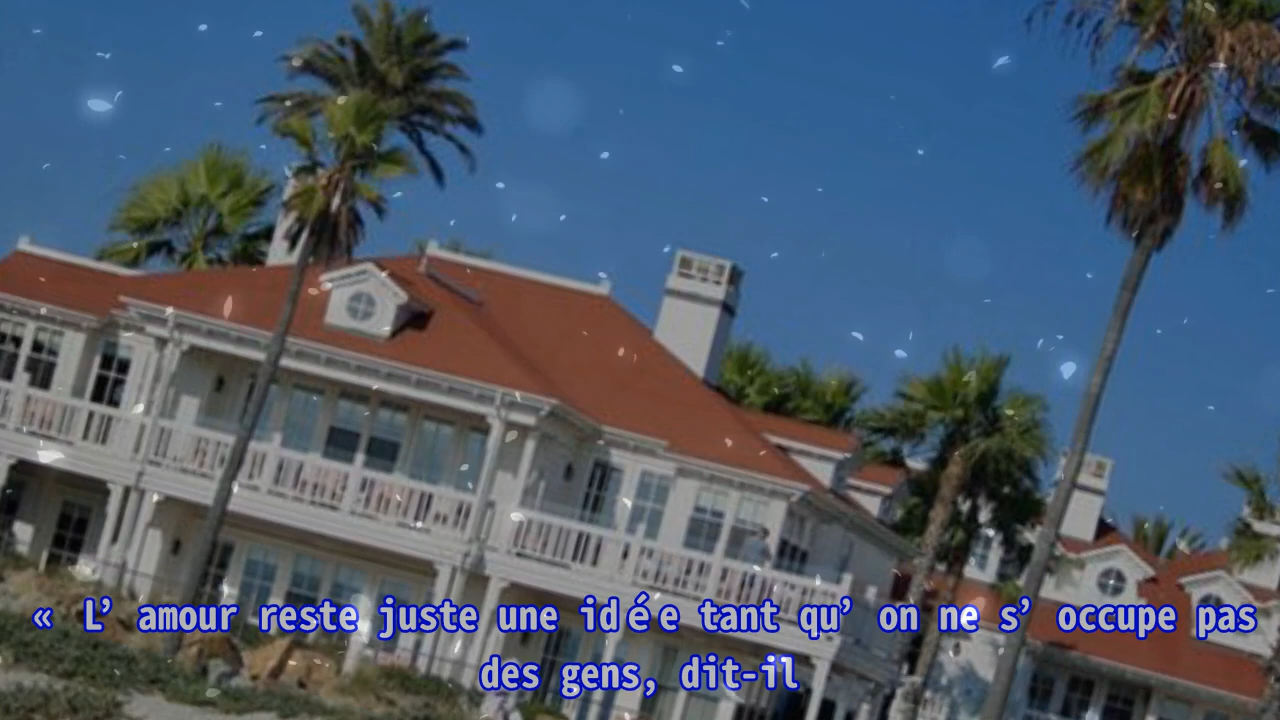 « L’ amour reste juste une idée tant qu’ on ne s’ occupe pas
des gens, dit-il